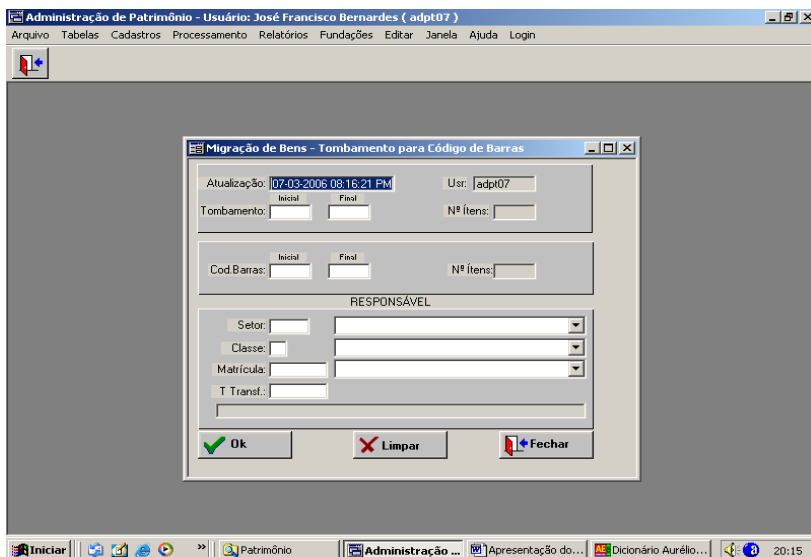 Administração de Patrimônio - Usuário: José Francisco Bernardes ( adpt07 )
Arquivo Tabelas Cadastros Processamento Relatórios Fundações Editar Janela Ajuda Login
Migração de Bens - Tombamento para Código de Barras
Atualização: 07-03-2006 08:16:21 PM Usr: adpt07
Inicial Final
Tombamento: Nº Ítens:
Inicial Final
Cod.Barras: Nº Ítens:
RESPONSÁVEL
Setor:
Classe:
Matrícula:
T Transf.:
Ok Limpar Fechar
Iniciar » Patrimônio Administração ... Apresentação do... Dicionário Aurélio... 20:15